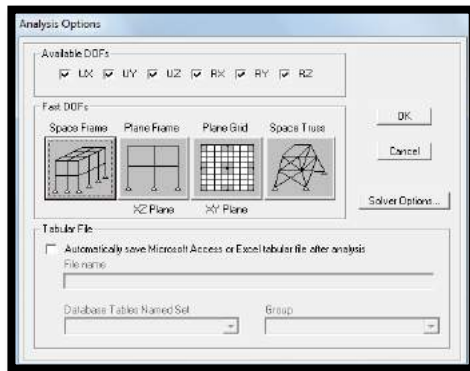 Analysis Options
Available DOFs
UX UY UZ RX RY RZ
Fast DOFs
Space Frame Plane Frame Plane Grid Space Truss
XZ Plane XY Plane
OK
Cancel
Solver Options...
Tabular File
Automatically save Microsoft Access or Excel tabular file after analysis
File name
Database Tables Named Set Group